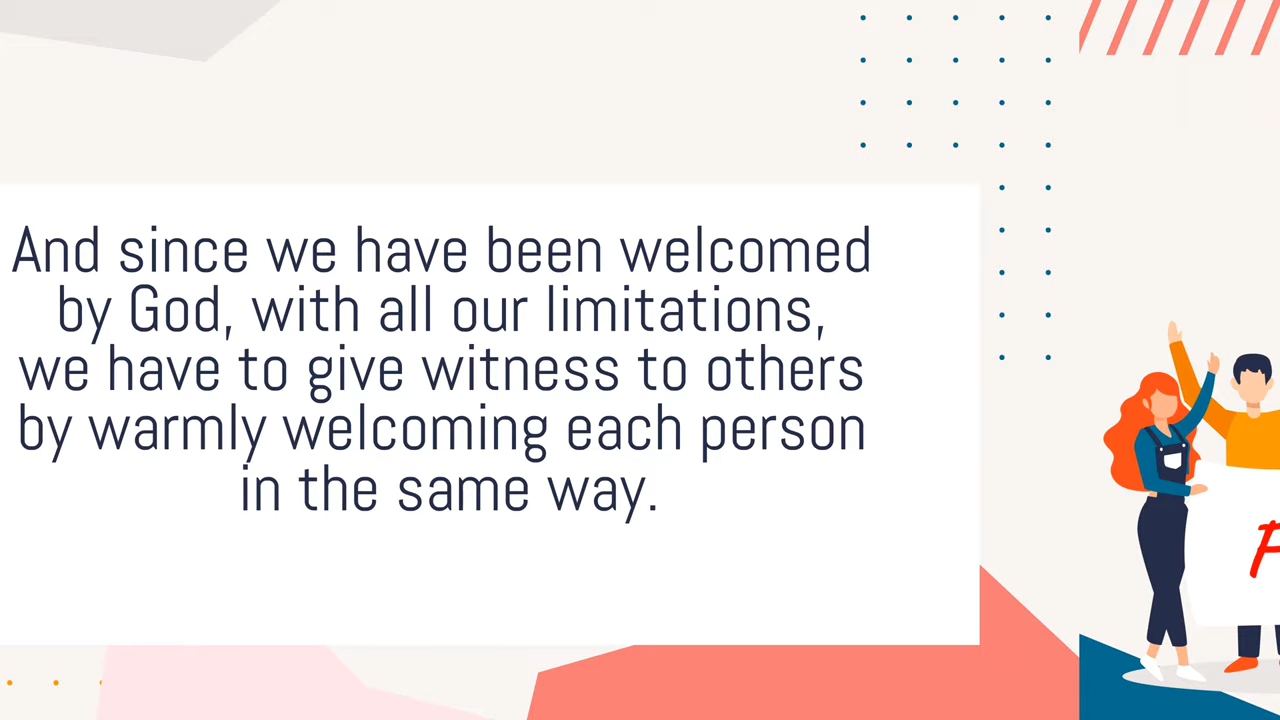 And since we have been welcomed
by God, with all our limitations,
we have to give witness to others
by warmly welcoming each person
in the same way.